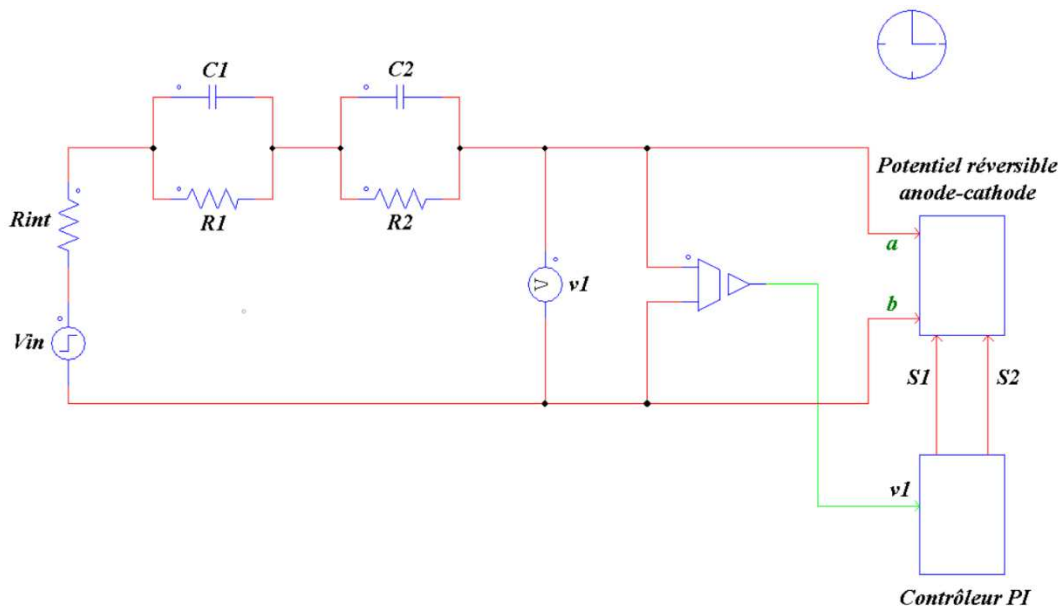 C1
C2
R1
R2
Rint
Vin
V
v1
Potentiel réversible
anode-cathode
a
b
S1
S2
v1
Contrôleur PI